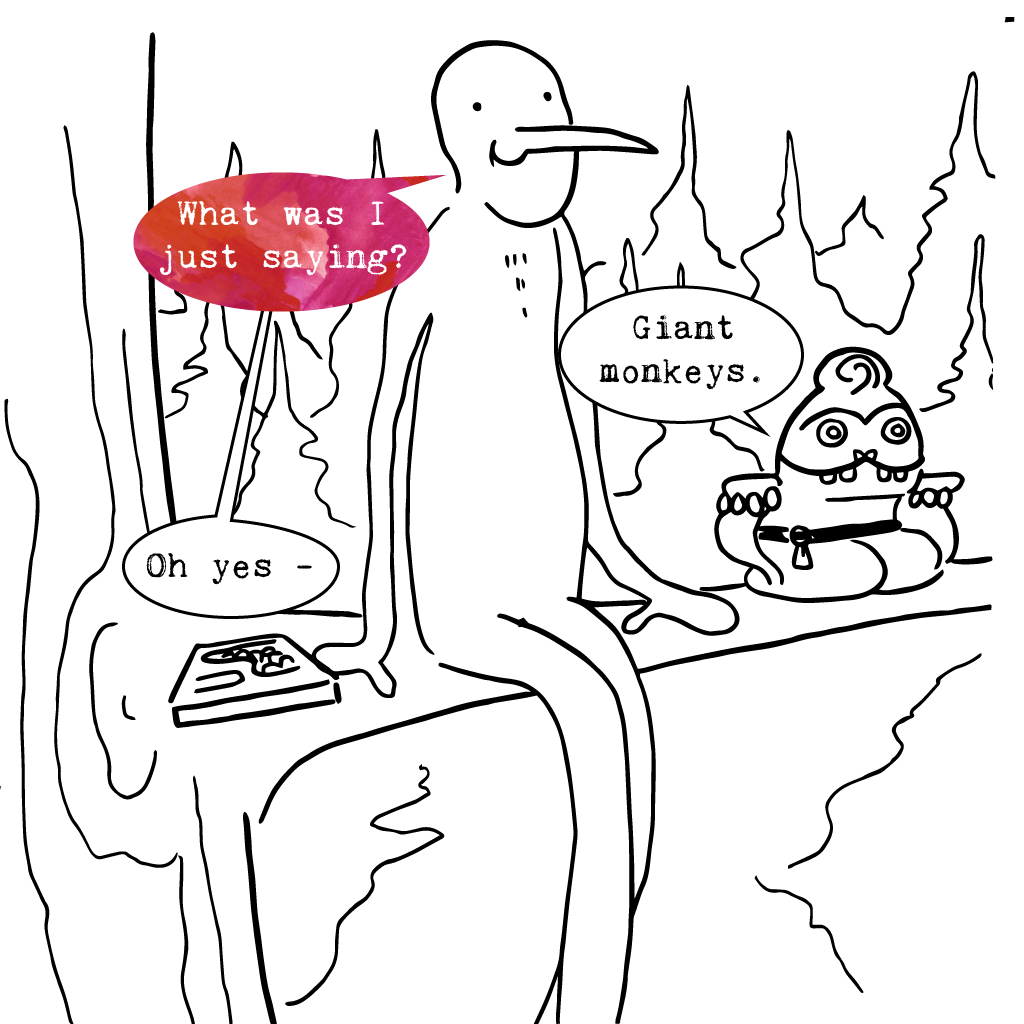 What was I
just saying?
Giant
monkeys.
Oh yes -